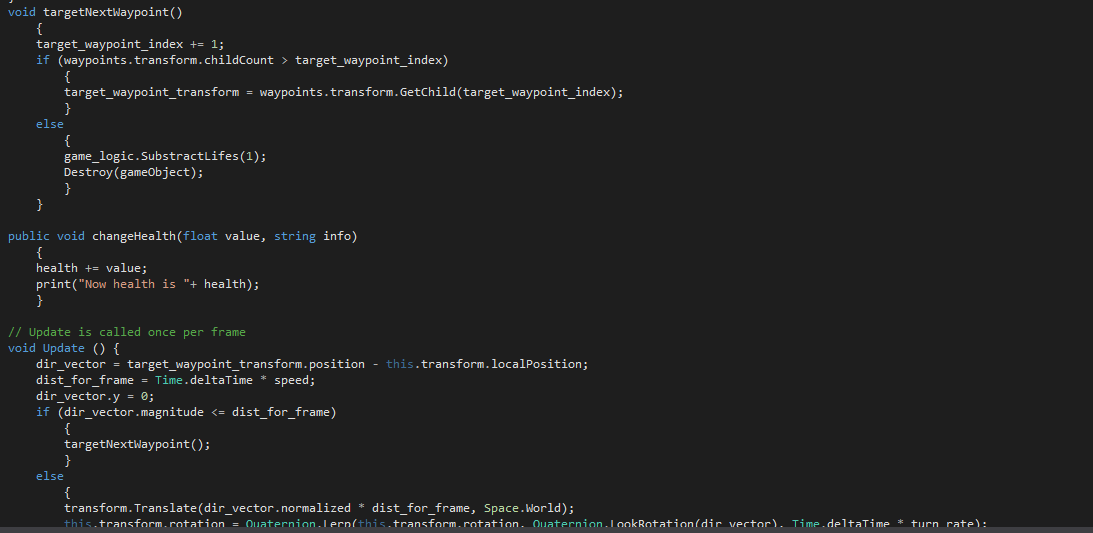 }
void targetNextWaypoint()
{
target_waypoint_index += 1;
if (waypoints.transform.childCount > target_waypoint_index)
{
target_waypoint_transform = waypoints.transform.GetChild(target_waypoint_index);
}
else
{
game_logic.SubstractLifes(1);
Destroy(gameObject);
}
}
public void changeHealth(float value, string info)
{
health += value;
print("Now health is "+ health);
}
// Update is called once per frame
void Update () {
dir_vector = target_waypoint_transform.position - this.transform.localPosition;
dist_for_frame = Time.deltaTime * speed;
dir_vector.y = 0;
if (dir_vector.magnitude <= dist_for_frame)
{
targetNextWaypoint();
}
else
{
transform.Translate(dir_vector.normalized * dist_for_frame, Space.World);
this.transform.rotation = Quaternion.Lerp(this.transform.rotation, Quaternion.LookRotation(dir_vector), Time.deltaTime * turn_rate);